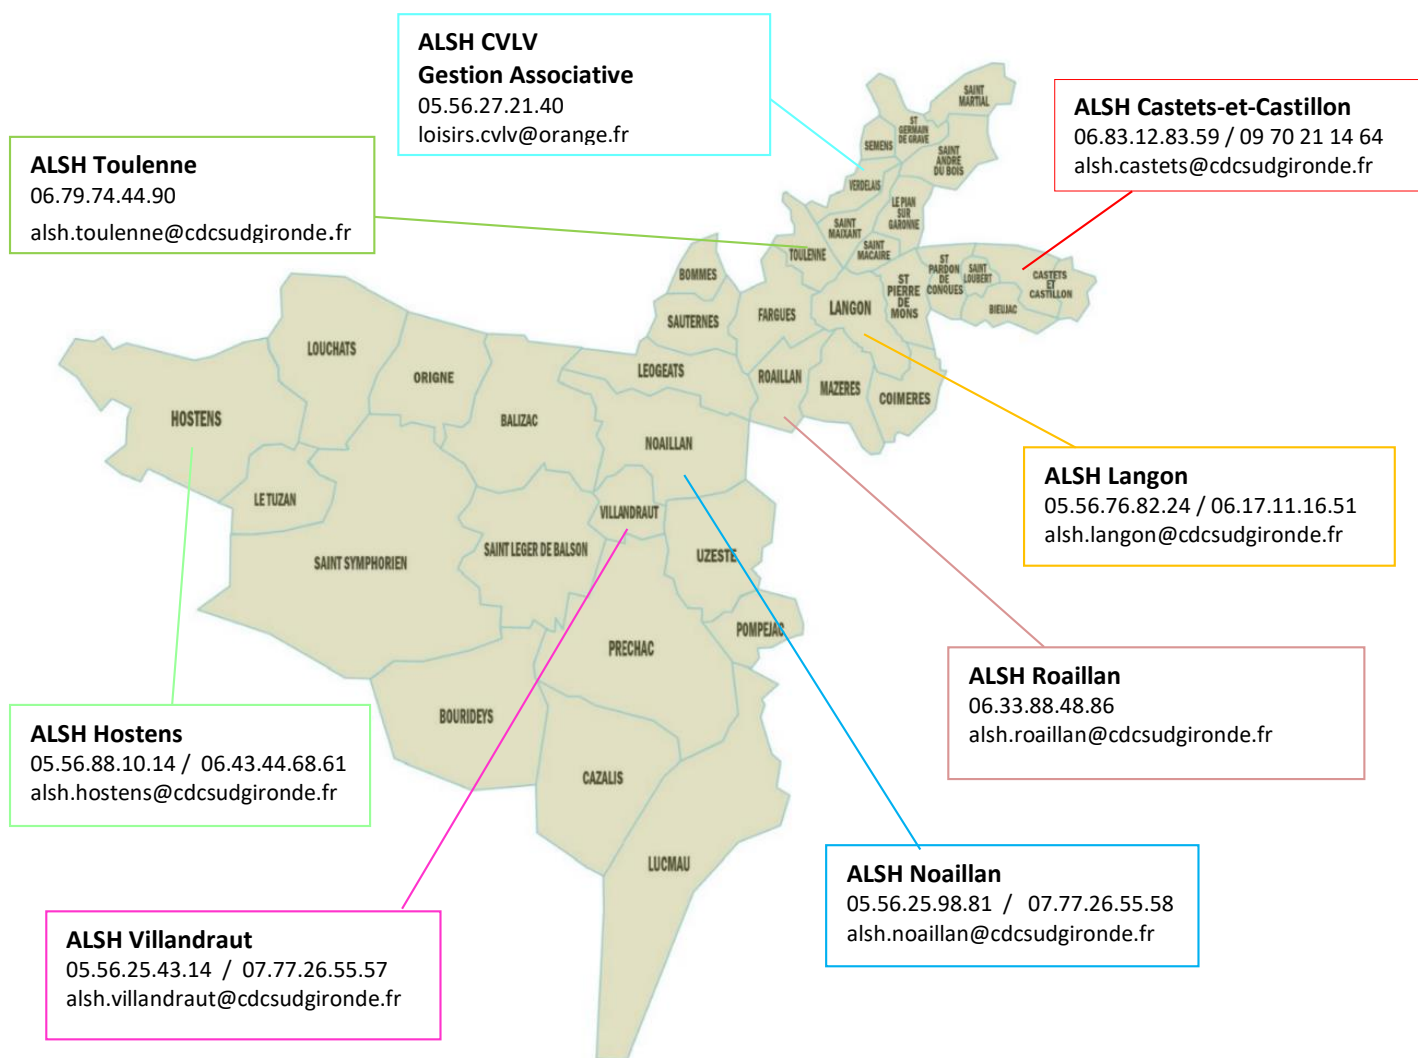 ALSH CVLV
Gestion Associative
05.56.27.21.40
loisirs.cvlv@orange.fr
ALSH Castets-et-Castillon
06.83.12.83.59 / 09 70 21 14 64
alsh.castets@cdcsudgironde.fr
ALSH Toulenne
06.79.74.44.90
alsh.toulenne@cdcsudgironde.fr
SAINT
MARTIAL
ST
GERMAIN
DE GRAVE
SEMENS
SAINT
ANDRE
DU BOIS
VERDELAIS
LE PIAN
SUR
GARONNE
SAINT
MAIXANT
SAINT
MACAIRE
TOULENNE
BOMMES
ST
PIERRE
DE
MONS
ST
PARDON
DE
CONQUES
SAINT
LOUBERT
CASTETS
ET
CASTILLON
BIEUJAC
SAUTERNES
FARGUES
LANGON
LOUCHATS
ORIGNE
LEOGEATS
ROAILLAN
MAZERES
COIMERES
HOSTENS
BALIZAC
NOAILLAN
LE TUZAN
VILLANDRAUT
SAINT SYMPHORIEN
SAINT LEGER DE BALSON
UZESTE
POMPEJAC
PRECHAC
BOURIDEYS
CAZALIS
LUCMAU
ALSH Langon
05.56.76.82.24 / 06.17.11.16.51
alsh.langon@cdcsudgironde.fr
ALSH Roaillan
06.33.88.48.86
alsh.roaillan@cdcsudgironde.fr
ALSH Hostens
05.56.88.10.14 / 06.43.44.68.61
alsh.hostens@cdcsudgironde.fr
ALSH Noaillan
05.56.25.98.81 / 07.77.26.55.58
alsh.noaillan@cdcsudgironde.fr
ALSH Villandraut
05.56.25.43.14 / 07.77.26.55.57
alsh.villandraut@cdcsudgironde.fr